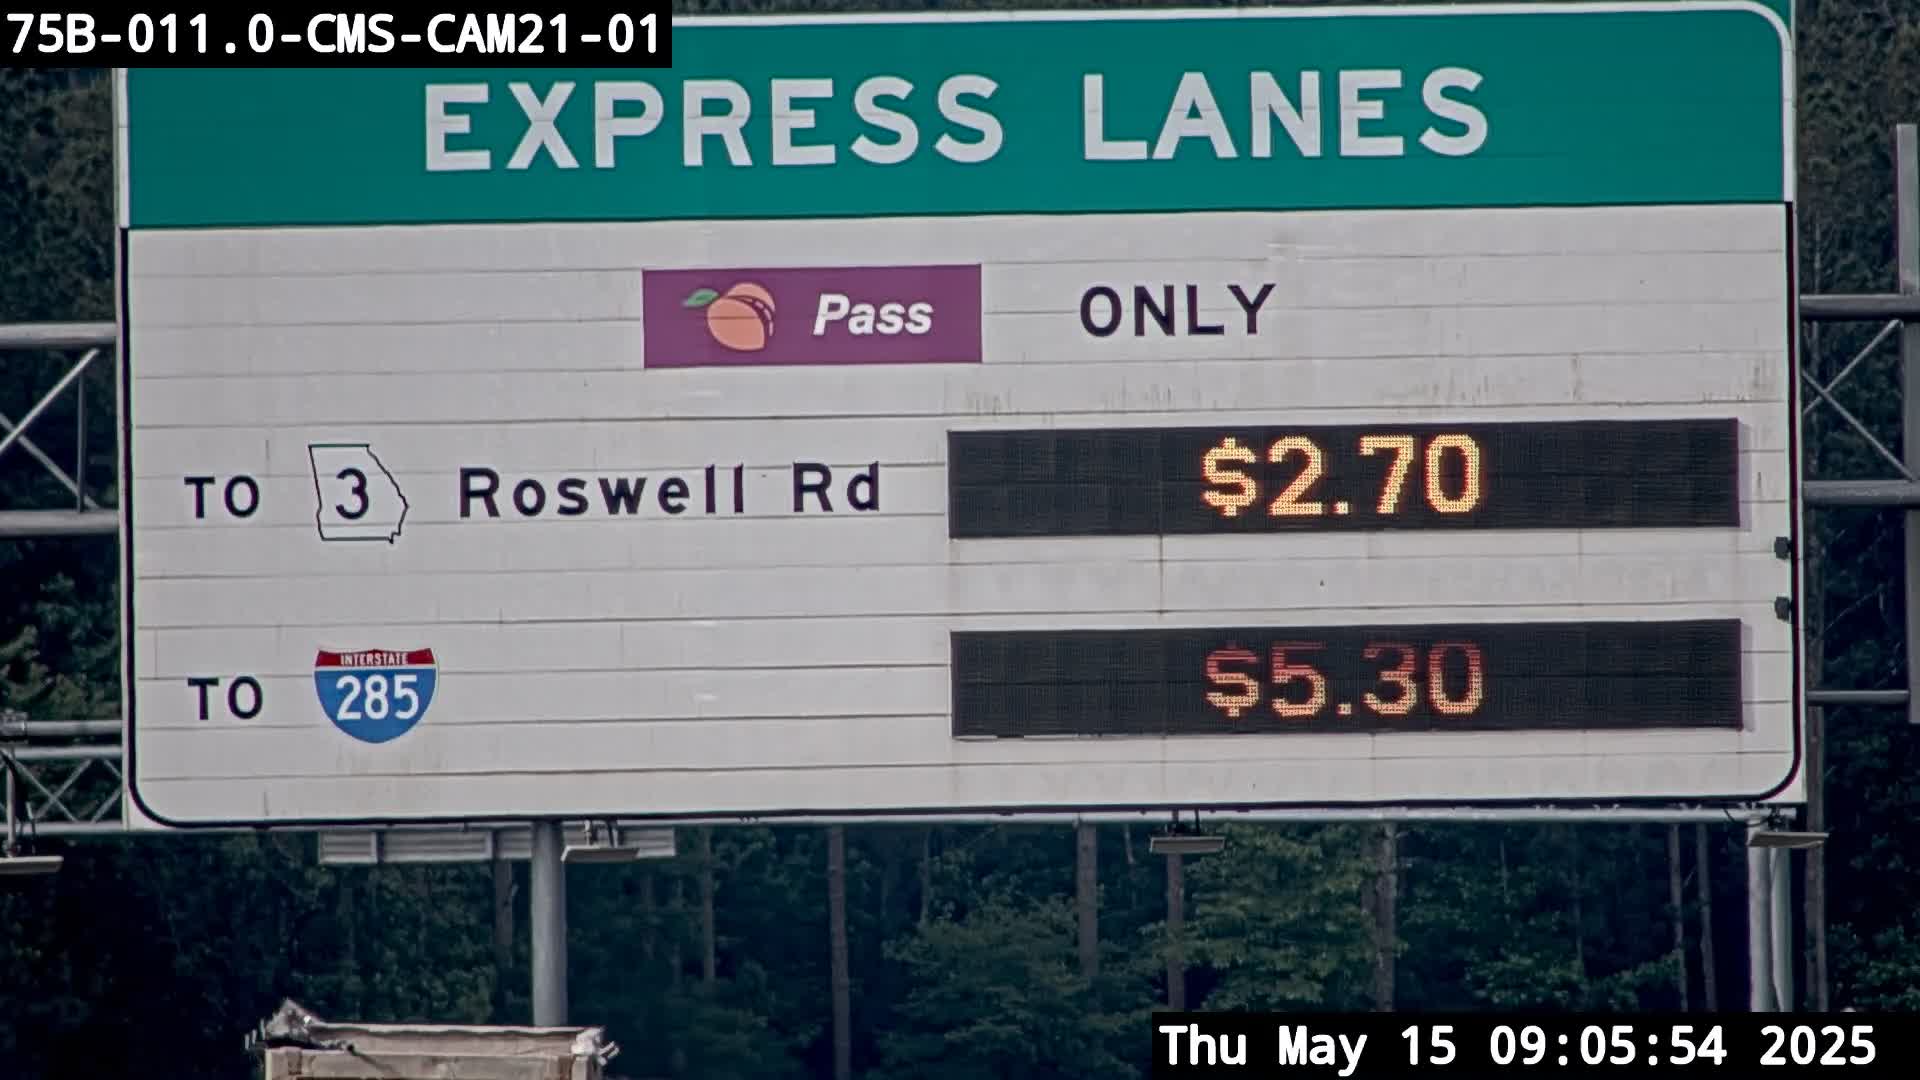 75B-011.0-CMS-CAM21-01
EXPRESS LANES
Pass ONLY
TO 3 Roswell Rd $2.70
TO INTERSTATE 285 $5.30
Thu May 15 09:05:54 2025